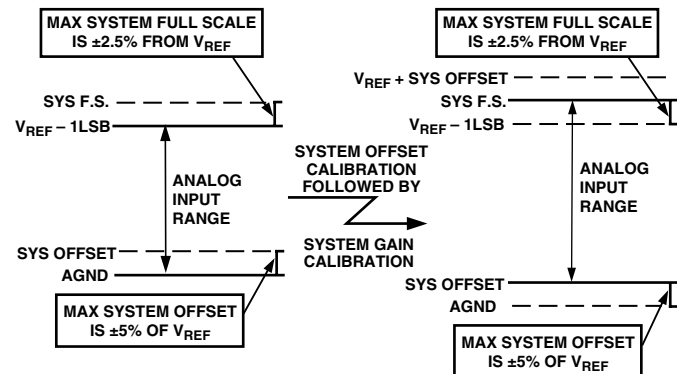 MAX SYSTEM FULL SCALE
IS ±2.5% FROM VREF
SYS F.S.
VREF – 1LSB
ANALOG
INPUT
RANGE
SYS OFFSET
AGND
MAX SYSTEM OFFSET
IS ±5% OF VREF
SYSTEM OFFSET
CALIBRATION
FOLLOWED BY
SYSTEM GAIN
CALIBRATION
MAX SYSTEM FULL SCALE
IS ±2.5% FROM VREF
VREF + SYS OFFSET
SYS F.S.
VREF – 1LSB
ANALOG
INPUT
RANGE
SYS OFFSET
AGND
MAX SYSTEM OFFSET
IS ±5% OF VREF